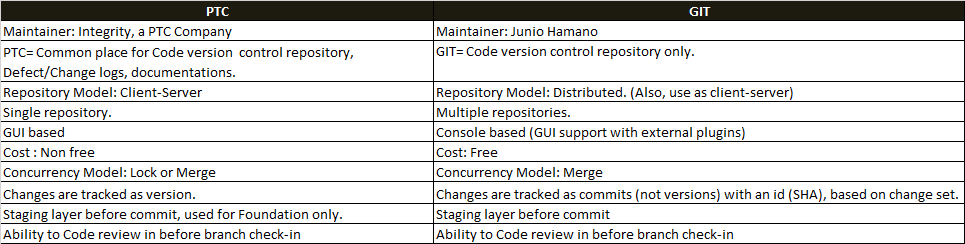 PTC GIT
Maintainer: Integrity, a PTC Company Maintainer: Junio Hamano
PTC= Common place for Code version control repository, GIT= Code version control repository only.
Defect/Change logs, documentations.
Repository Model: Client-Server Repository Model: Distributed. (Also, use as client-server)
Single repository. Multiple repositories.
GUI based Console based (GUI support with external plugins)
Cost : Non free Cost: Free
Concurrency Model: Lock or Merge Concurrency Model: Merge
Changes are tracked as version. Changes are tracked as commits (not versions) with an id (SHA), based on change set.
Staging layer before commit, used for Foundation only. Staging layer before commit
Ability to Code review in before branch check-in Ability to Code review in before branch check-in